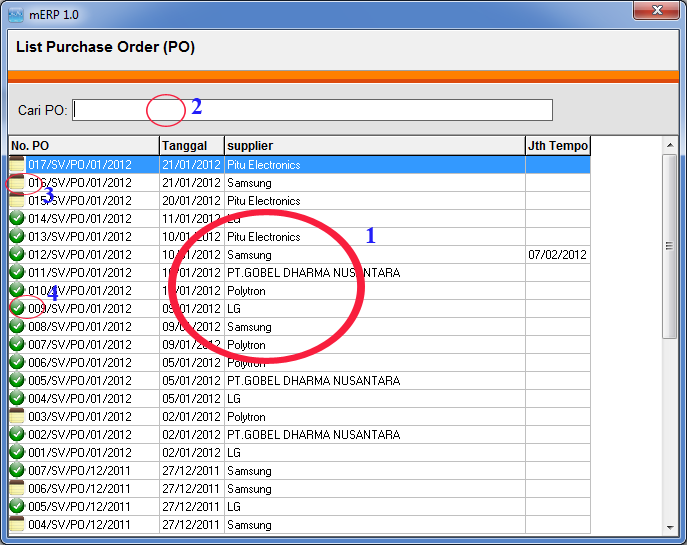 mERP 1.0
List Purchase Order (PO)
Cari PO: 2
No. PO Tanggal supplier Jth Tempo
017/SV/PO/01/2012 21/01/2012 Pitu Electronics
016/SV/PO/01/2012 21/01/2012 Samsung
3
015/SV/PO/01/2012 20/01/2012 Pitu Electronics
014/SV/PO/01/2012 11/01/2012 LG
013/SV/PO/01/2012 10/01/2012 Pitu Electronics 1
012/SV/PO/01/2012 10/01/2012 Samsung 07/02/2012
011/SV/PO/01/2012 10/01/2012 PT.GOBEL DHARMA NUSANTARA
010/SV/PO/01/2012 10/01/2012 Polytron
4
009/SV/PO/01/2012 09/01/2012 LG
008/SV/PO/01/2012 09/01/2012 Samsung
007/SV/PO/01/2012 09/01/2012 Polytron
006/SV/PO/01/2012 05/01/2012 Polytron
005/SV/PO/01/2012 05/01/2012 PT.GOBEL DHARMA NUSANTARA
004/SV/PO/01/2012 05/01/2012 LG
003/SV/PO/01/2012 02/01/2012 Polytron
002/SV/PO/01/2012 02/01/2012 PT.GOBEL DHARMA NUSANTARA
001/SV/PO/01/2012 02/01/2012 LG
007/SV/PO/12/2011 27/12/2011 Samsung
006/SV/PO/12/2011 27/12/2011 Samsung
005/SV/PO/12/2011 27/12/2011 LG
004/SV/PO/12/2011 27/12/2011 Samsung